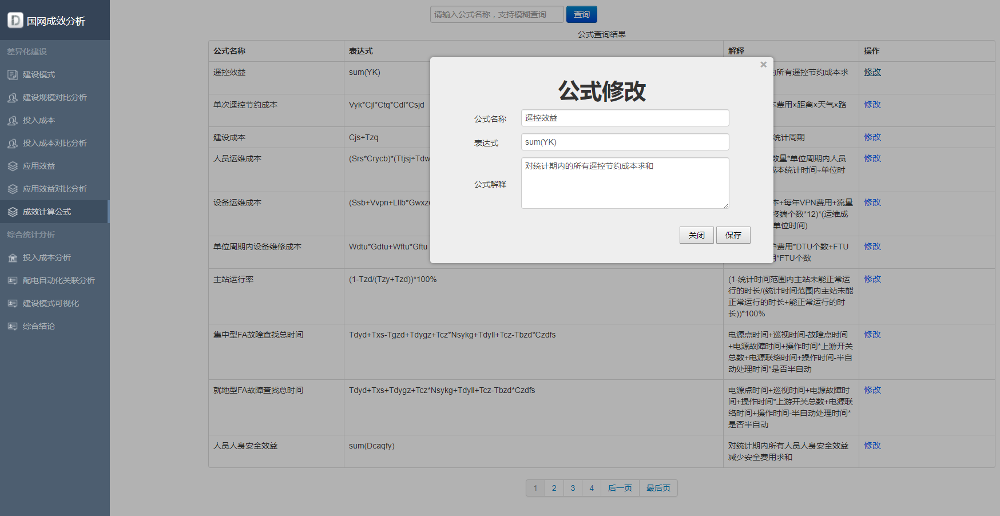 国网成效分析
差异化建设
建设模式
建设规模对比分析
投入成本
投入成本对比分析
应用效益
应用效益对比分析
成效计算公式
综合统计分析
投入成本分析
配电自动化关联分析
建设模式可视化
综合结论
请输入公式名称，支持模糊查询 查询
公式查询结果
公式名称 表达式 解释 操作
遥控效益 sum(YK) 的所有遥控节约成本求 修改
单次遥控节约成本 Vyk*Cjl*Ctq*Cdl*Csjd 费用×距离×天气×路 修改
建设成本 Cjs÷Tzq 统计周期 修改
人员运维成本 (Srs*Crycb)*(Ttjsj÷Tdw 数量*单位周期内人员 修改
成本统计时间÷单位时
设备运维成本 (Ssb+Vvpn+Lllb*Gwxz 本+每年VPN费用+流量 修改
终端个数*12)*(运维成
单位时间)
单位周期内设备维修成本 Wdtu*Gdtu+Wftu*Gftu 费用*DTU个数+FTU 修改
*FTU个数
主站运行率 (1-Tzd/(Tzy+Tzd))*100% (1-统计时间范围内主站未能正常运 修改
行的时长/(统计时间范围内主站未能
正常运行的时长+能正常运行的时
长))*100%
集中型FA故障查找总时间 Tdyd+Txs-Tgzd+Tdygz+Tcz*Nsykg+Tdyll+Tcz-Tbzd*Czdfs 电源点时间+巡视时间-故障点时间 修改
+电源故障时间+操作时间*上游开关
总数+电源联络时间+操作时间-半自
动处理时间*是否半自动
就地型FA故障查找总时间 Tdyd+Txs+Tdygz+Tcz*Nsykg+Tdyll+Tcz-Tbzd*Czdfs 电源点时间+巡视时间+电源故障时 修改
间+操作时间*上游开关总数+电源联
络时间+操作时间-半自动处理时间*
是否半自动
人员人身安全效益 sum(Dcaqfy) 对统计期内所有人员人身安全效益 修改
减少安全费用求和
1 2 3 4 后一页 最后页
×
公式修改
公式名称 遥控效益
表达式 sum(YK)
公式解释 对统计期内的所有遥控节约成本求和
关闭 保存